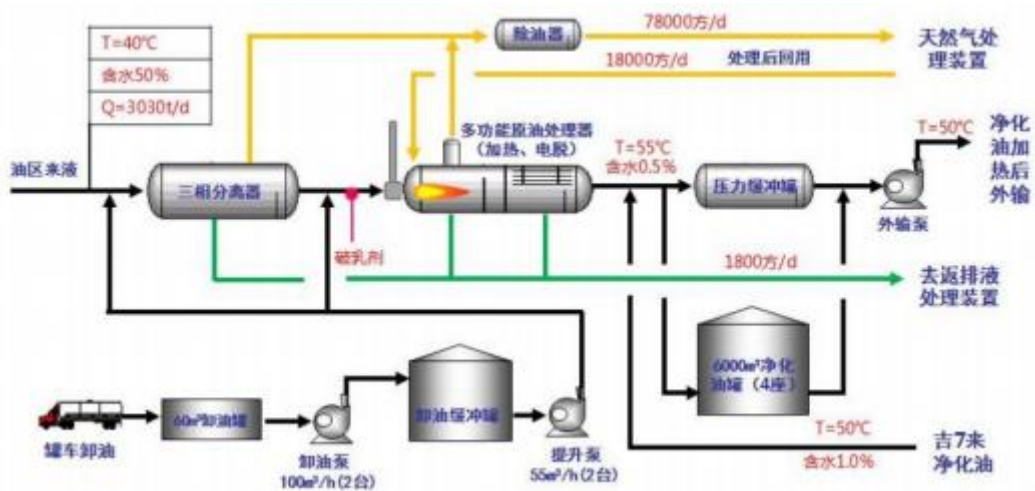 T=40℃
含水50%
Q=3030t/d
油区来液
三相分离器
破乳剂
除油器
78000方/d
18000方/d
处理后回用
天然气处
理装置
多功能原油处理器
（加热、电脱）
T=55℃
含水0.5%
压力缓冲罐
T=50℃
净化
油加
热后
外输
外输泵
1800方/d
去返排液
处理装置
6000m³净化
油罐（4座）
罐车卸油
60m³卸油罐
卸油泵
100m³/h(2台)
卸油缓冲罐
提升泵
55m³/h(2台)
T=50℃
含水1.0%
吉7来
净化油